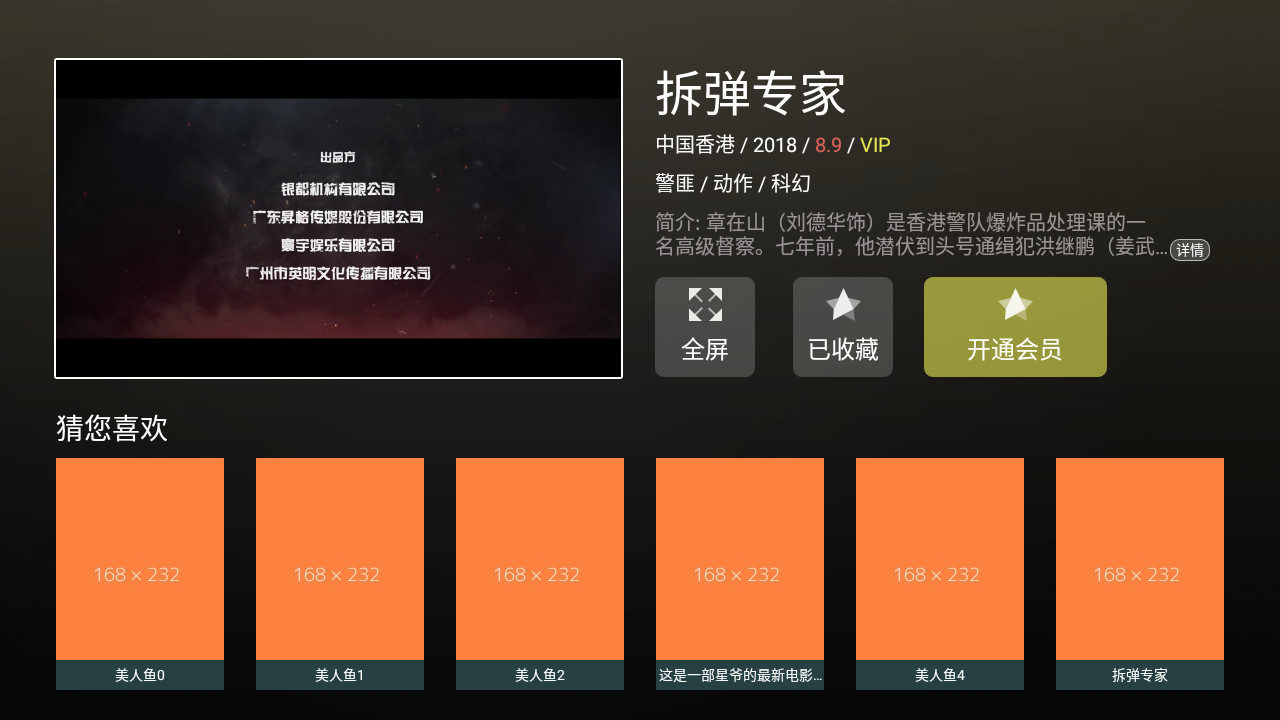 出品方
银都机构有限公司
广东昇格传媒股份有限公司
寰宇娱乐有限公司
广州市英明文化传播有限公司
拆弹专家
中国香港 / 2018 / 8.9 / VIP
警匪 / 动作 / 科幻
简介: 章在山（刘德华饰）是香港警队爆炸品处理课的一
名高级督察。七年前，他潜伏到头号通缉犯洪继鹏（姜武... 详情
全屏 已收藏 开通会员
猜您喜欢
168 × 232 168 × 232 168 × 232 168 × 232 168 × 232 168 × 232
美人鱼0 美人鱼1 美人鱼2 这是一部星爷的最新电影... 美人鱼4 拆弹专家